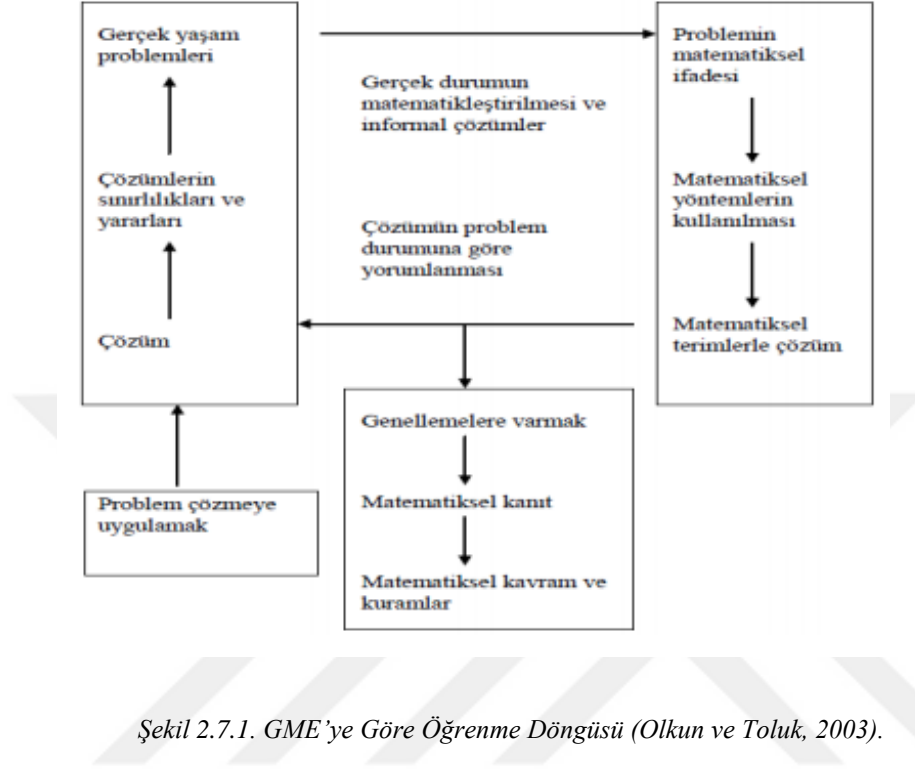 Gerçek yaşam
problemleri
Çözümlerin
sınırlılıkları ve
yararları
Çözüm
Gerçek durumun
matematikleştirilmesi ve
informal çözümler
Çözümün problem
durumuna göre
yorumlanması
Problemin
matematiksel
ifadesi
Matematiksel
yöntemlerin
kullanılması
Matematiksel
terimlerle çözüm
Problem çözmeye
uygulamak
Genellemelere varmak
Matematiksel kanıt
Matematiksel kavram ve
kuramlar
Şekil 2.7.1. GME’ye Göre Öğrenme Döngüsü (Olkun ve Toluk, 2003).